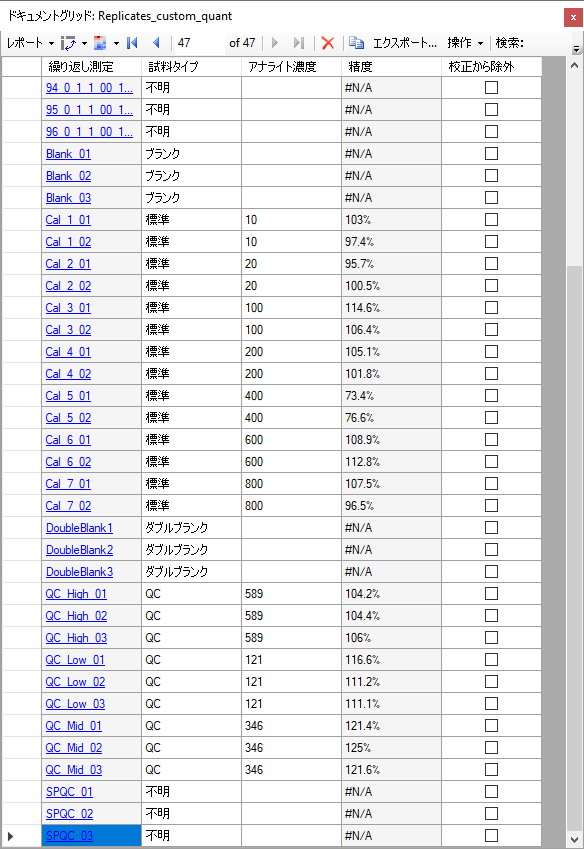 ドキュメントグリッド: Replicates_custom_quant
レポート 47 of 47 エクスポート... 操作 検索:
繰り返し測定 試料タイプ アナライト濃度 精度 校正から除外
94_0_1_1_00_1... 不明 #N/A
95_0_1_1_00_1... 不明 #N/A
96_0_1_1_00_1... 不明 #N/A
Blank_01 ブランク #N/A
Blank_02 ブランク #N/A
Blank_03 ブランク #N/A
Cal_1_01 標準 10 103%
Cal_1_02 標準 10 97.4%
Cal_2_01 標準 20 95.7%
Cal_2_02 標準 20 100.5%
Cal_3_01 標準 100 114.6%
Cal_3_02 標準 100 106.4%
Cal_4_01 標準 200 105.1%
Cal_4_02 標準 200 101.8%
Cal_5_01 標準 400 73.4%
Cal_5_02 標準 400 76.6%
Cal_6_01 標準 600 108.9%
Cal_6_02 標準 600 112.8%
Cal_7_01 標準 800 107.5%
Cal_7_02 標準 800 96.5%
DoubleBlank1 ダブルブランク #N/A
DoubleBlank2 ダブルブランク #N/A
DoubleBlank3 ダブルブランク #N/A
QC_High_01 QC 589 104.2%
QC_High_02 QC 589 104.4%
QC_High_03 QC 589 106%
QC_Low_01 QC 121 116.6%
QC_Low_02 QC 121 111.2%
QC_Low_03 QC 121 111.1%
QC_Mid_01 QC 346 121.4%
QC_Mid_02 QC 346 125%
QC_Mid_03 QC 346 121.6%
SPQC_01 不明 #N/A
SPQC_02 不明 #N/A
SPQC_03 不明 #N/A